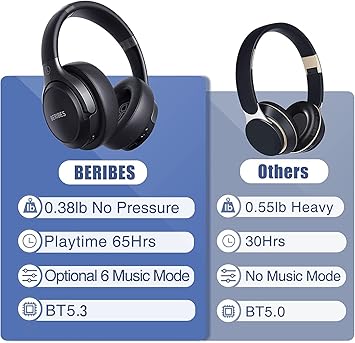 BERIBES
BERIBES
Others
0.38lb No Pressure
0.55lb Heavy
Playtime 65Hrs
30Hrs
Optional 6 Music Mode
No Music Mode
BT5.3
BT5.0